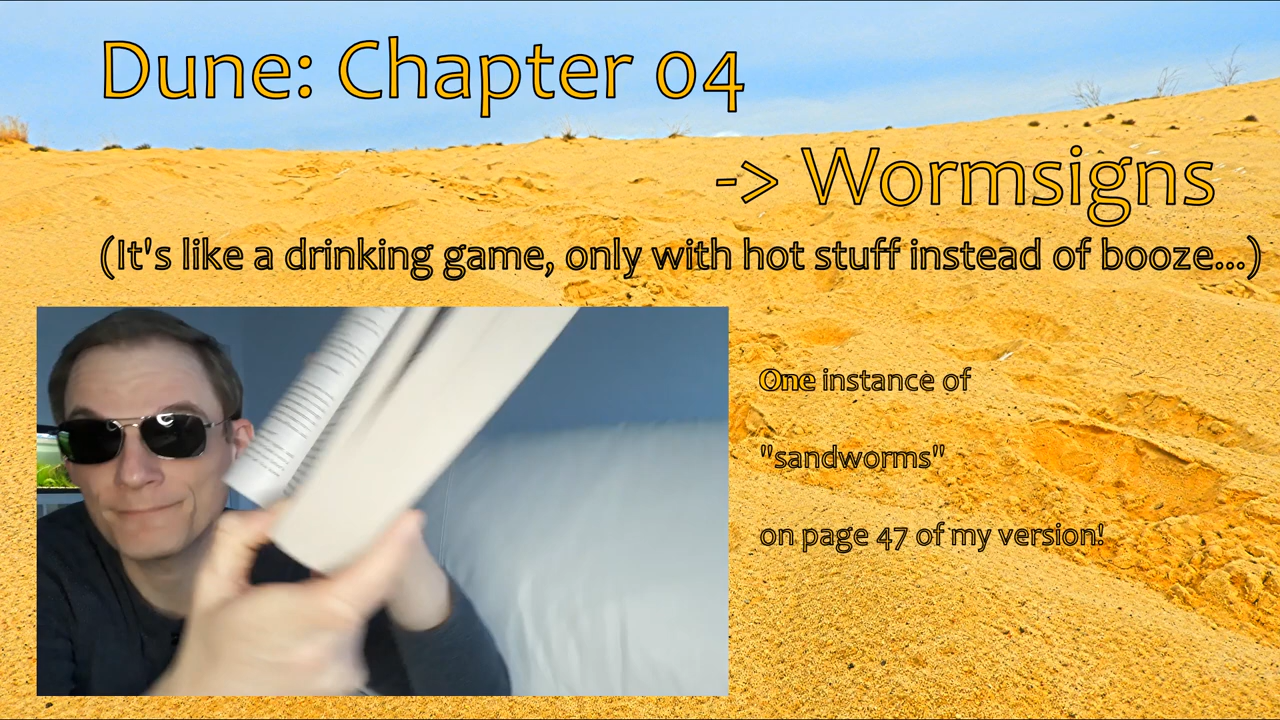 Dune: Chapter 04
-> Wormsigns
(It's like a drinking game, only with hot stuff instead of booze...)
One instance of
"sandworms"
on page 47 of my version!